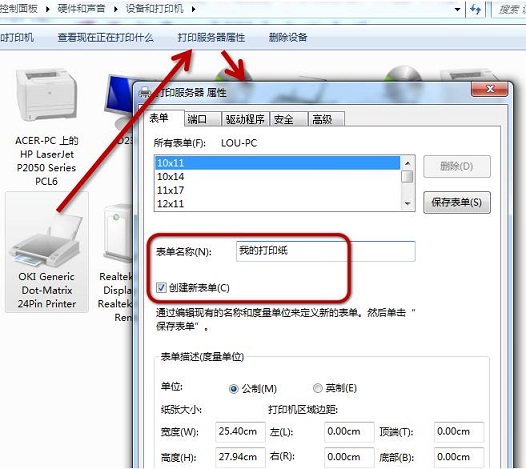 控制面板 ▸ 硬件和声音 ▸ 设备和打印机 ▸
搜索
和打印机 查看现在正在打印什么 打印服务器属性 删除设备
ACER-PC 上的
HP LaserJet
P2050 Series
PCL6
OKI Generic
Dot-Matrix
24Pin Printer
Realtek
Displa
Realtek
Ren
打印服务器 属性
表单 端口 驱动程序 安全 高级
所有表单(F): LOU-PC
10x11
10x14
11x17
12x11
删除(D)
保存表单(S)
表单名称(N): 我的打印纸
创建新表单(C)
通过编辑现有的名称和度量单位来定义新的表单。然后单击“
保存表单”。
表单描述(度量单位)
单位: 公制(M) 英制(E)
纸张大小: 打印机区域边距:
宽度(W): 25.40cm 左(L): 0.00cm 顶端(T): 0.00cm
高度(H): 27.94cm 右(R): 0.00cm 底部(B): 0.00cm